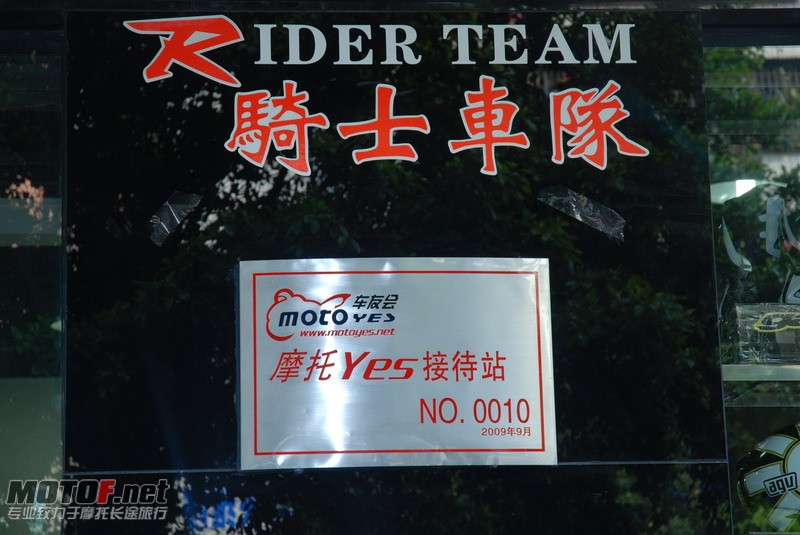 RIDER TEAM
騎士車隊
车友会
moto YES
www.motoyes.net
摩托Yes接待站
NO. 0010
2009年9月
agv
MOTOF.net
专业致力于摩托长途旅行